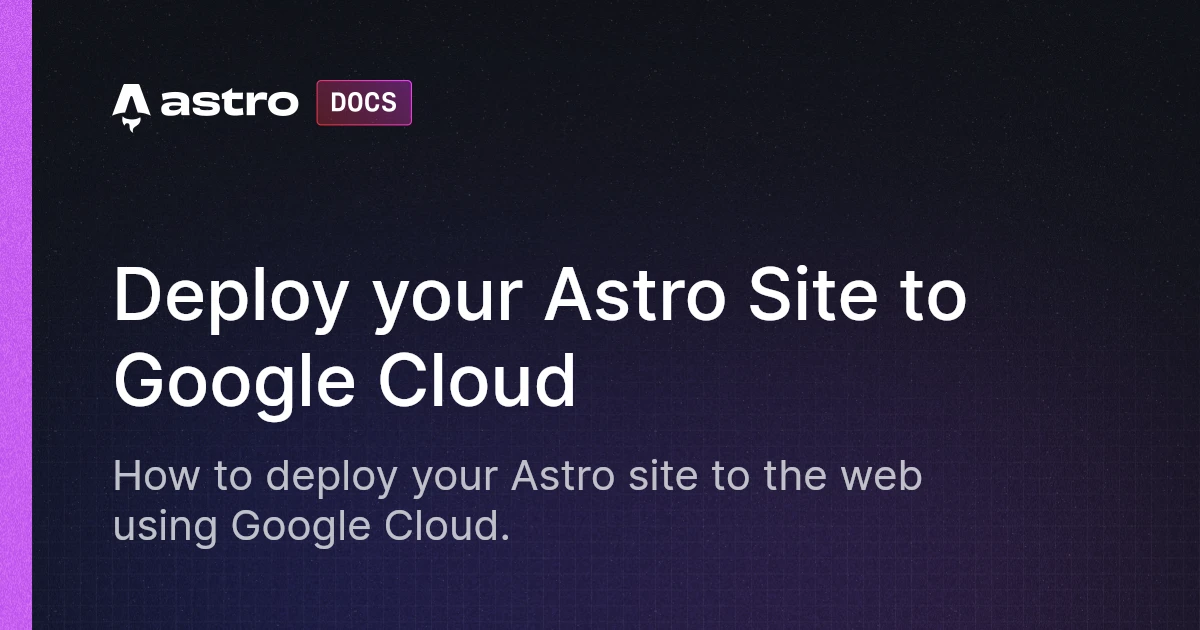 astro DOCS
Deploy your Astro Site to
Google Cloud
How to deploy your Astro site to the web
using Google Cloud.